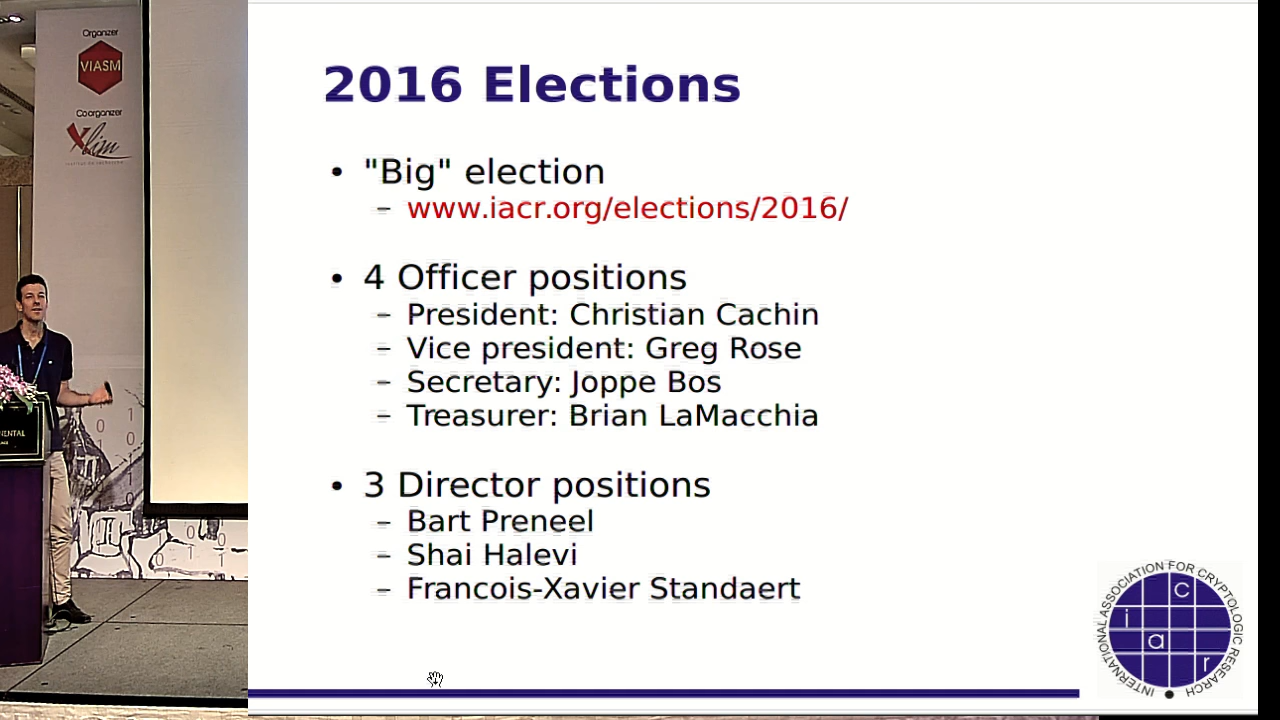 Organizer
VIASM
Coorganizer
Xlim
2016 Elections
• "Big" election
– www.iacr.org/elections/2016/
• 4 Officer positions
– President: Christian Cachin
– Vice president: Greg Rose
– Secretary: Joppe Bos
– Treasurer: Brian LaMacchia
• 3 Director positions
– Bart Preneel
– Shai Halevi
– Francois-Xavier Standaert
INTERNATIONAL ASSOCIATION FOR CRYPTOLOGIC RESEARCH
i a c r
NENTAL